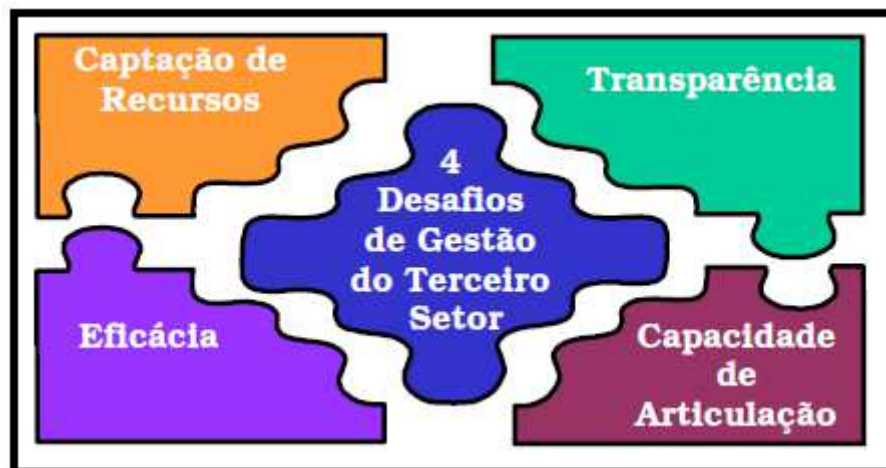 Captação de
Recursos
Transparência
4
Desafios
de Gestão
do Terceiro
Setor
Eficácia
Capacidade
de
Articulação